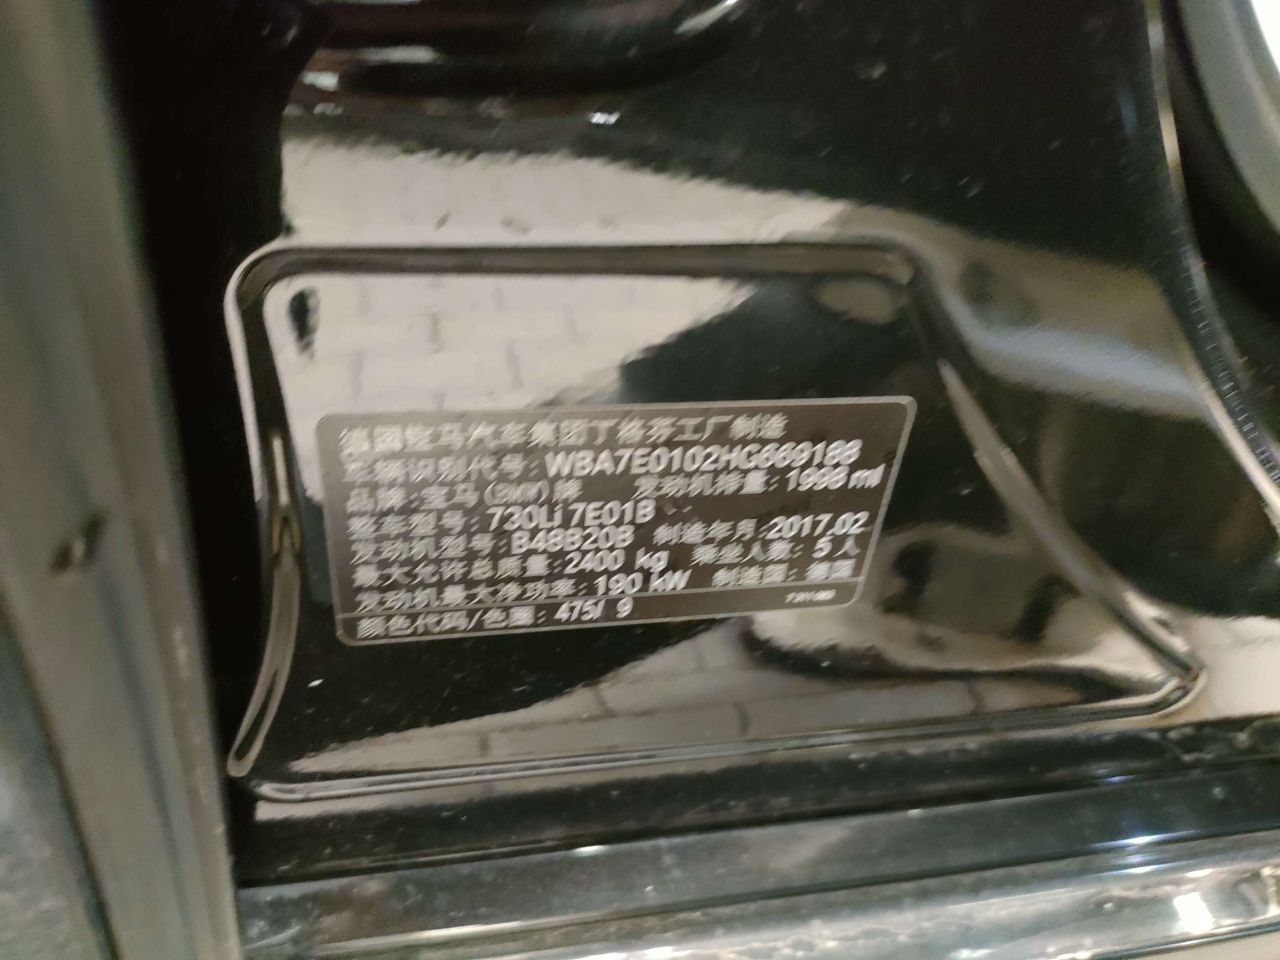 德国宝马汽车集团丁格芬工厂制造
车辆识别代号: WBA7E0102HG669188
品牌: 宝马(BMW)牌 发动机排量: 1998 ml
整车型号: 730Li 7E01B
发动机型号: B48B20B 制造年月: 2017.02
最大允许总质量: 2400 kg 乘坐人数: 5 人
发动机最大净功率: 190 kW 制造国: 德国
颜色代码/色漆: 475/ 9